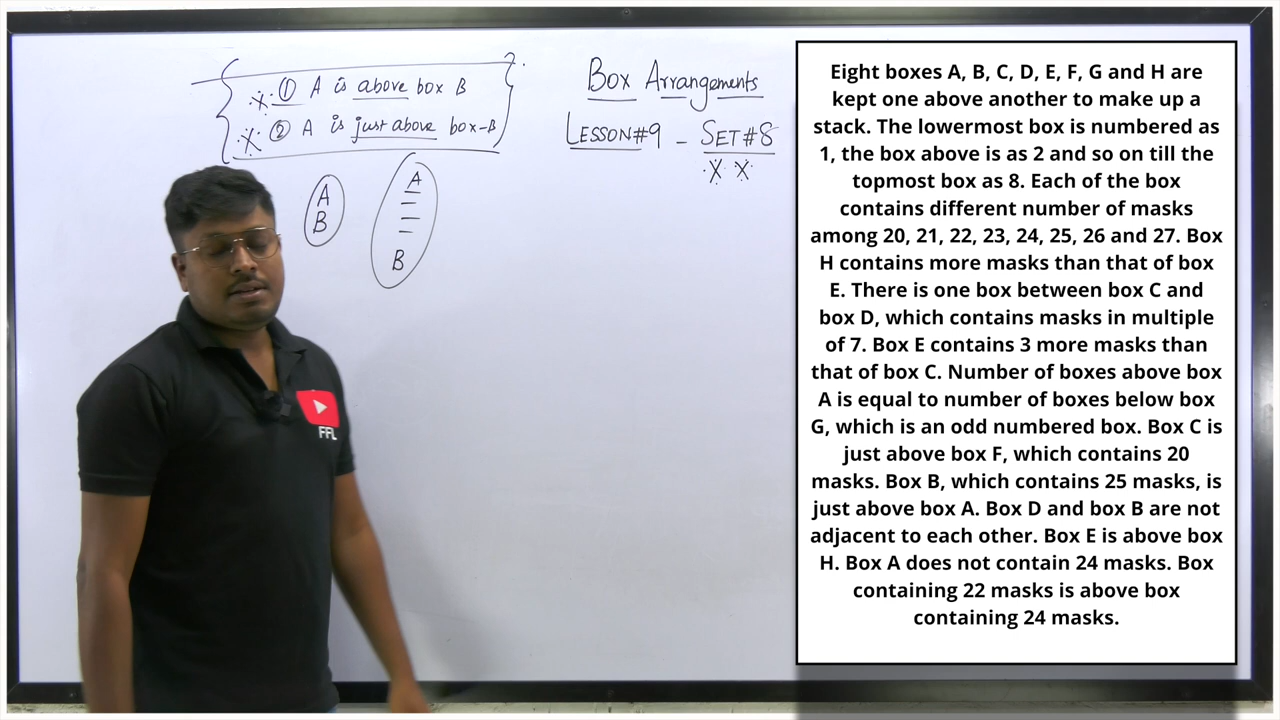 ① A is above box B
② A is just above box-B
A
B
A
B
Box Arrangements
LESSON#9 - SET#8
FFL
Eight boxes A, B, C, D, E, F, G and H are
kept one above another to make up a
stack. The lowermost box is numbered as
1, the box above is as 2 and so on till the
topmost box as 8. Each of the box
contains different number of masks
among 20, 21, 22, 23, 24, 25, 26 and 27. Box
H contains more masks than that of box
E. There is one box between box C and
box D, which contains masks in multiple
of 7. Box E contains 3 more masks than
that of box C. Number of boxes above box
A is equal to number of boxes below box
G, which is an odd numbered box. Box C is
just above box F, which contains 20
masks. Box B, which contains 25 masks, is
just above box A. Box D and box B are not
adjacent to each other. Box E is above box
H. Box A does not contain 24 masks. Box
containing 22 masks is above box
containing 24 masks.